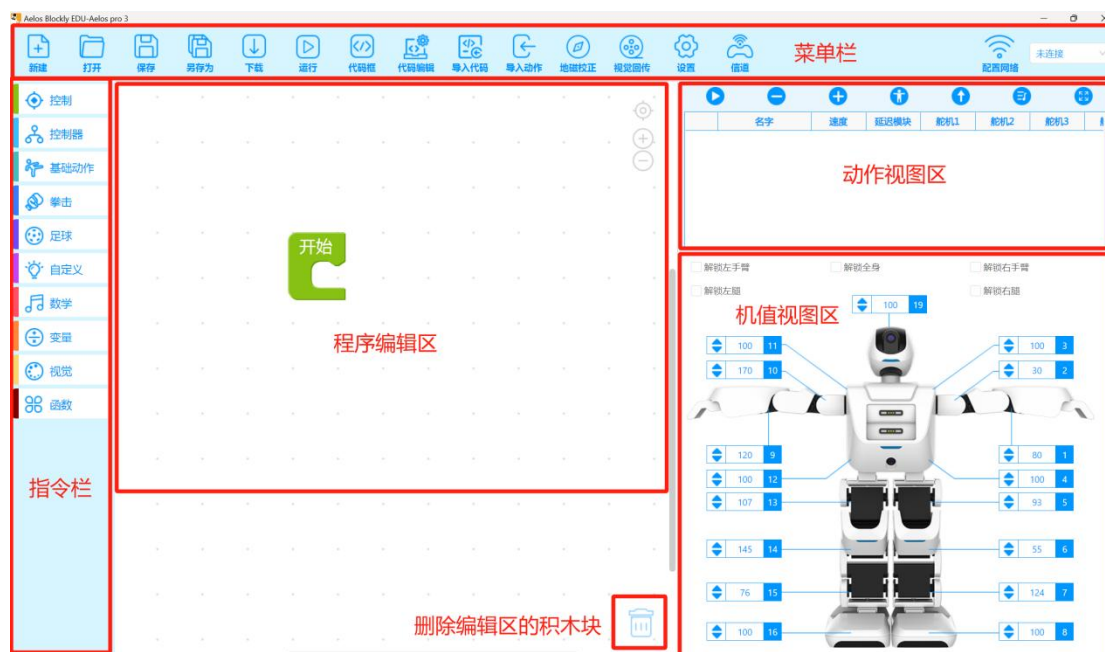 Aelos Blockly EDU-Aelos pro 3
新建 打开 保存 另存为 下载 运行 代码框 代码编辑 导入代码 导入动作 地磁校正 视觉回传 设置 信道 菜单栏 配置网络 未连接
控制
控制器
基础动作
拳击
足球
自定义
数学
变量
视觉
函数
指令栏
开始
程序编辑区
删除编辑区的积木块
名字 速度 延迟模块 舵机1 舵机2 舵机3
动作视图区
解锁左手臂 解锁全身 解锁右手臂
解锁左腿 解锁右腿
机值视图区
100 19
100 11 100 3
170 10 30 2
120 9 80 1
100 12 100 4
107 13 93 5
145 14 55 6
76 15 124 7
100 16 100 8